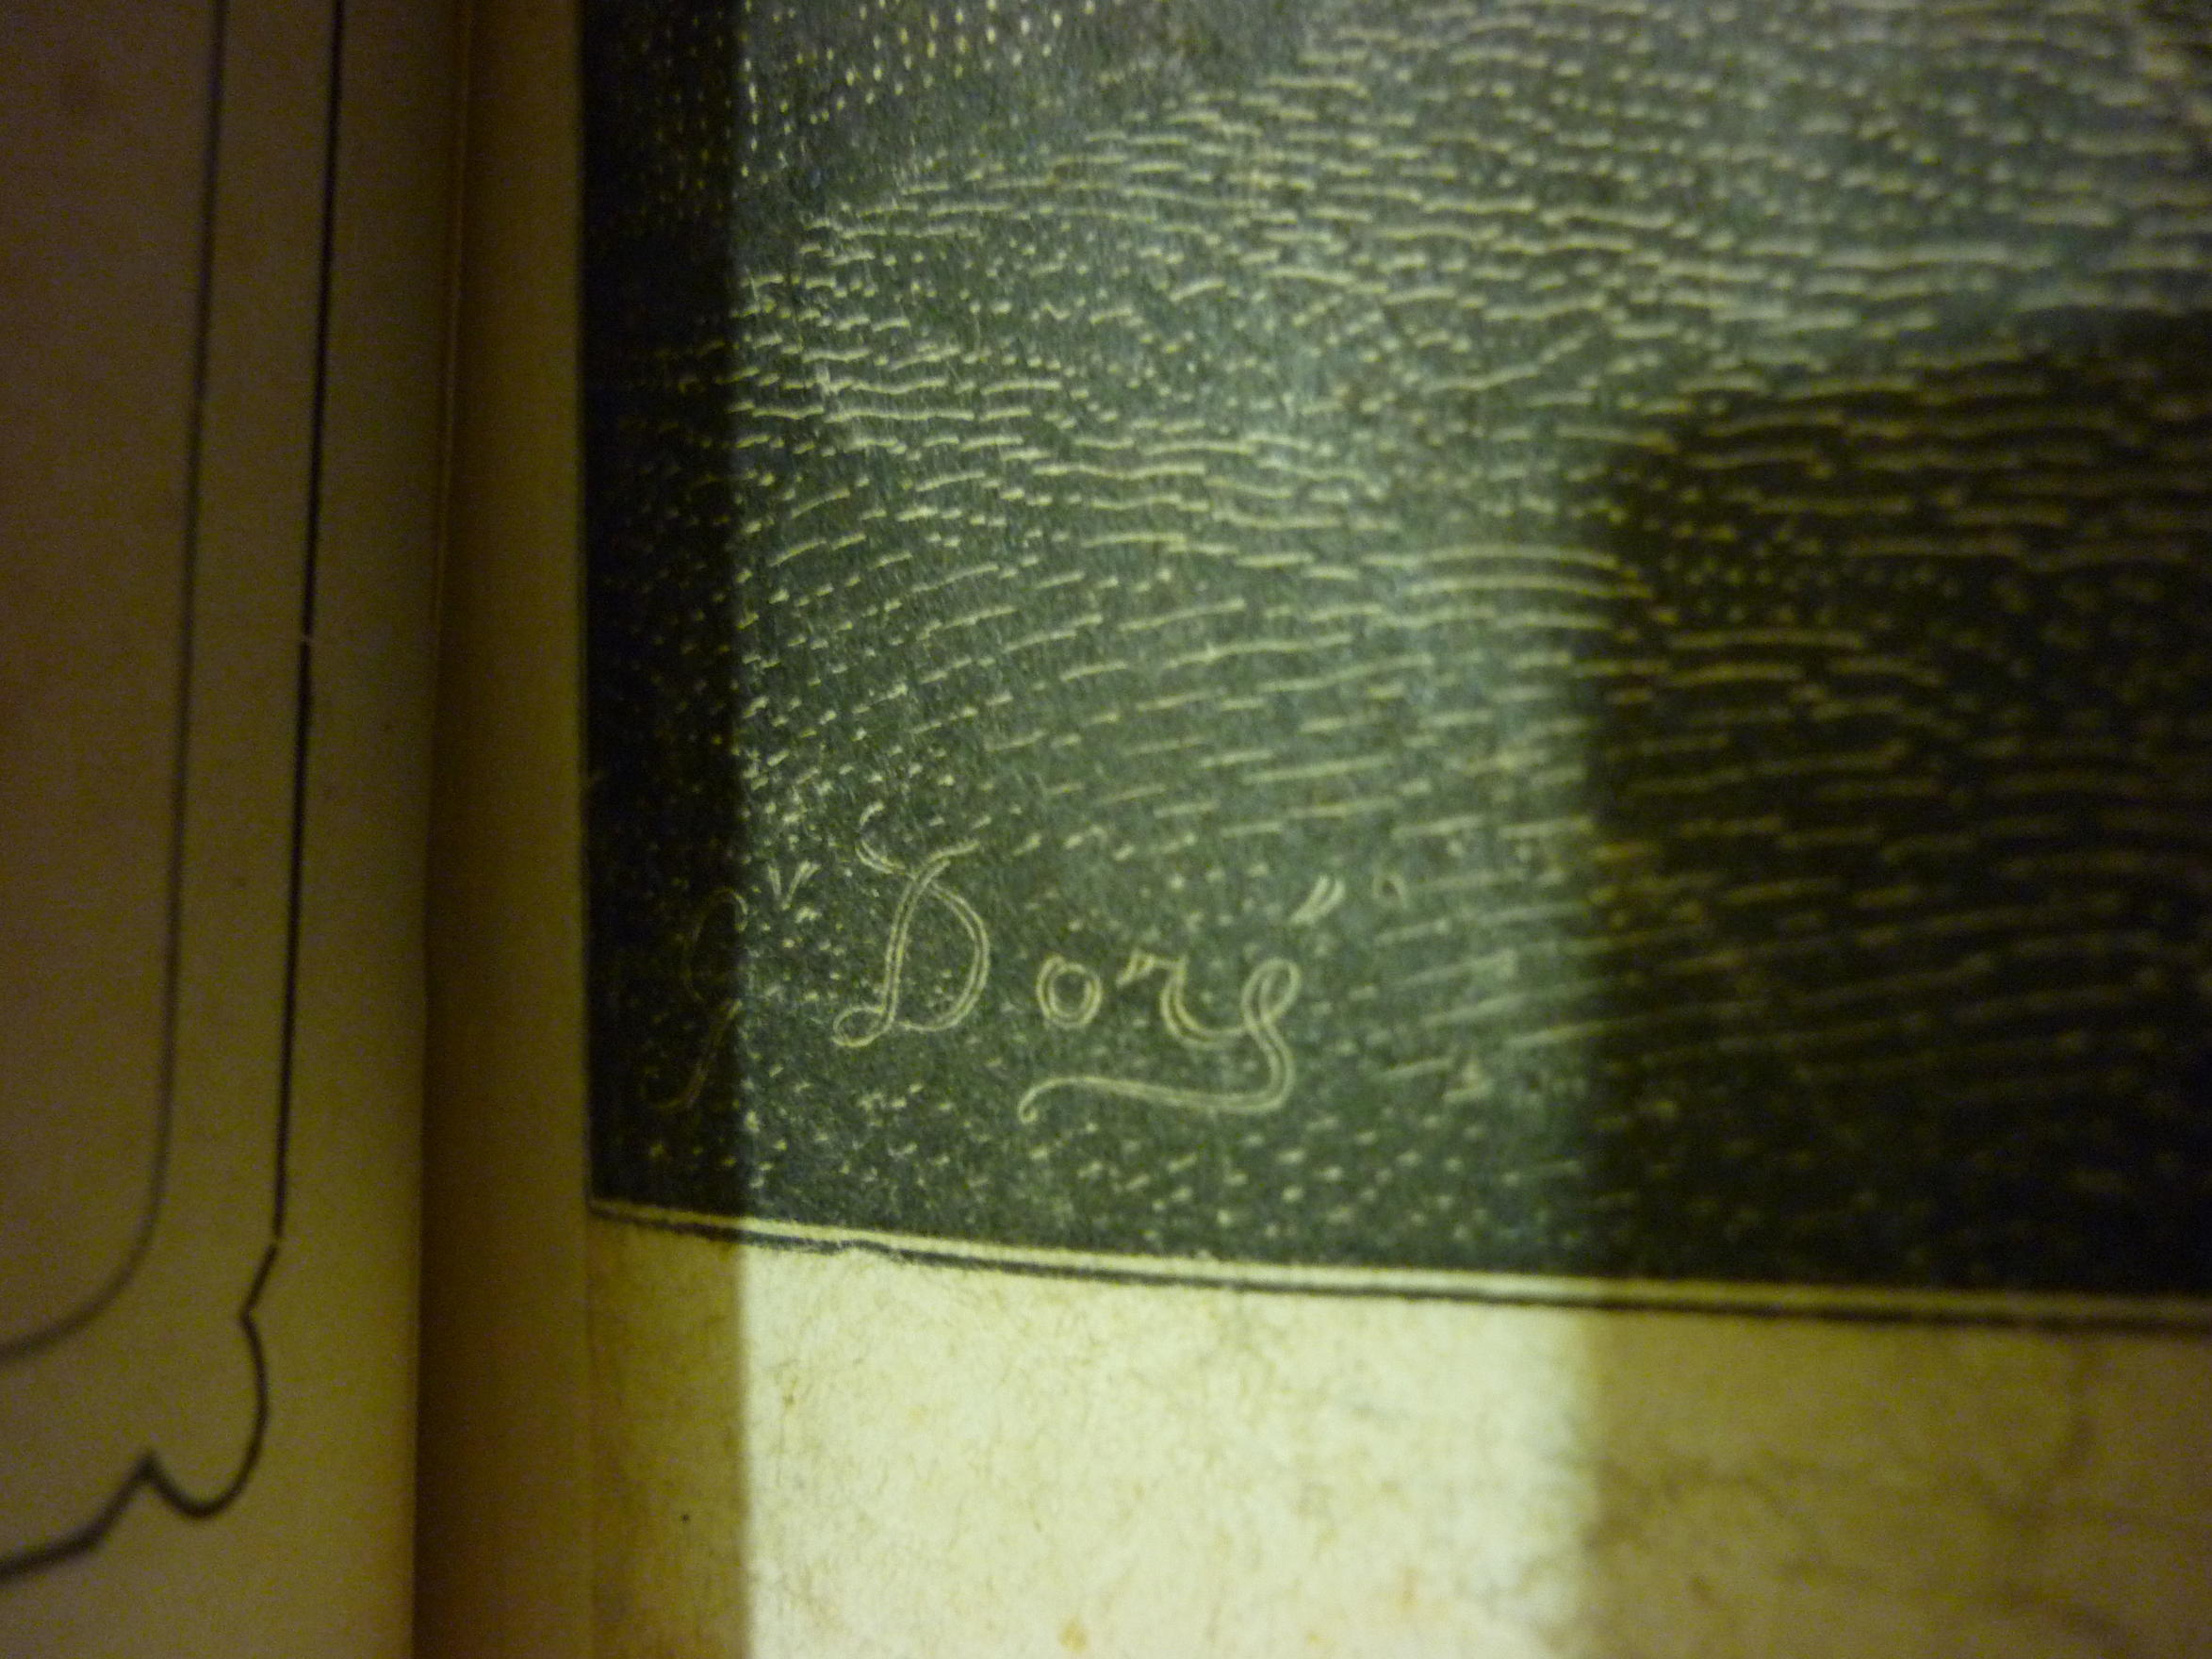 G " Doré "